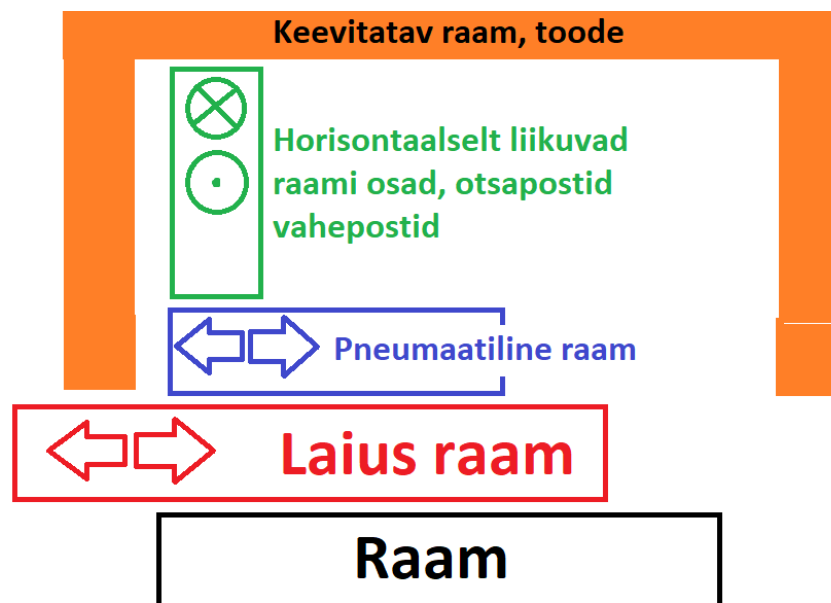 Keevitatav raam, toode
Horisontaalselt liikuvad
raami osad, otsapostid
vahepostid
Pneumaatiline raam
Laius raam
Raam